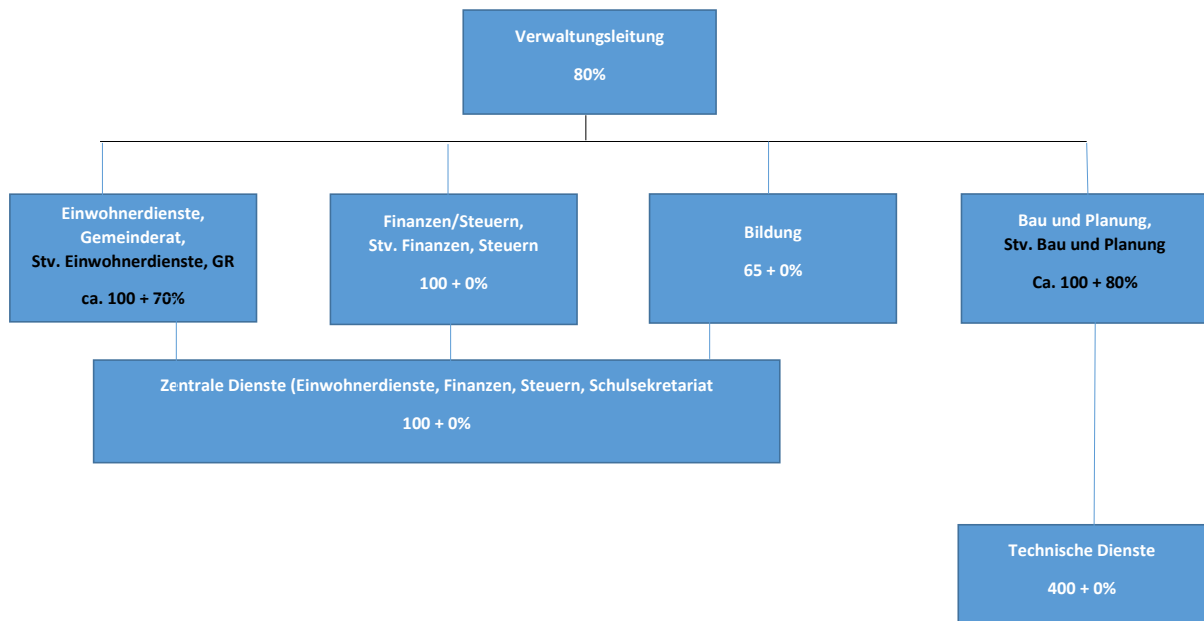 Verwaltungsleitung
80%
Einwohnerdienste,
Gemeinderat,
Stv. Einwohnerdienste, GR
ca. 100 + 70%
Finanzen/Steuern,
Stv. Finanzen, Steuern
100 + 0%
Bildung
65 + 0%
Bau und Planung,
Stv. Bau und Planung
Ca. 100 + 80%
Zentrale Dienste (Einwohnerdienste, Finanzen, Steuern, Schulsekretariat
100 + 0%
Technische Dienste
400 + 0%